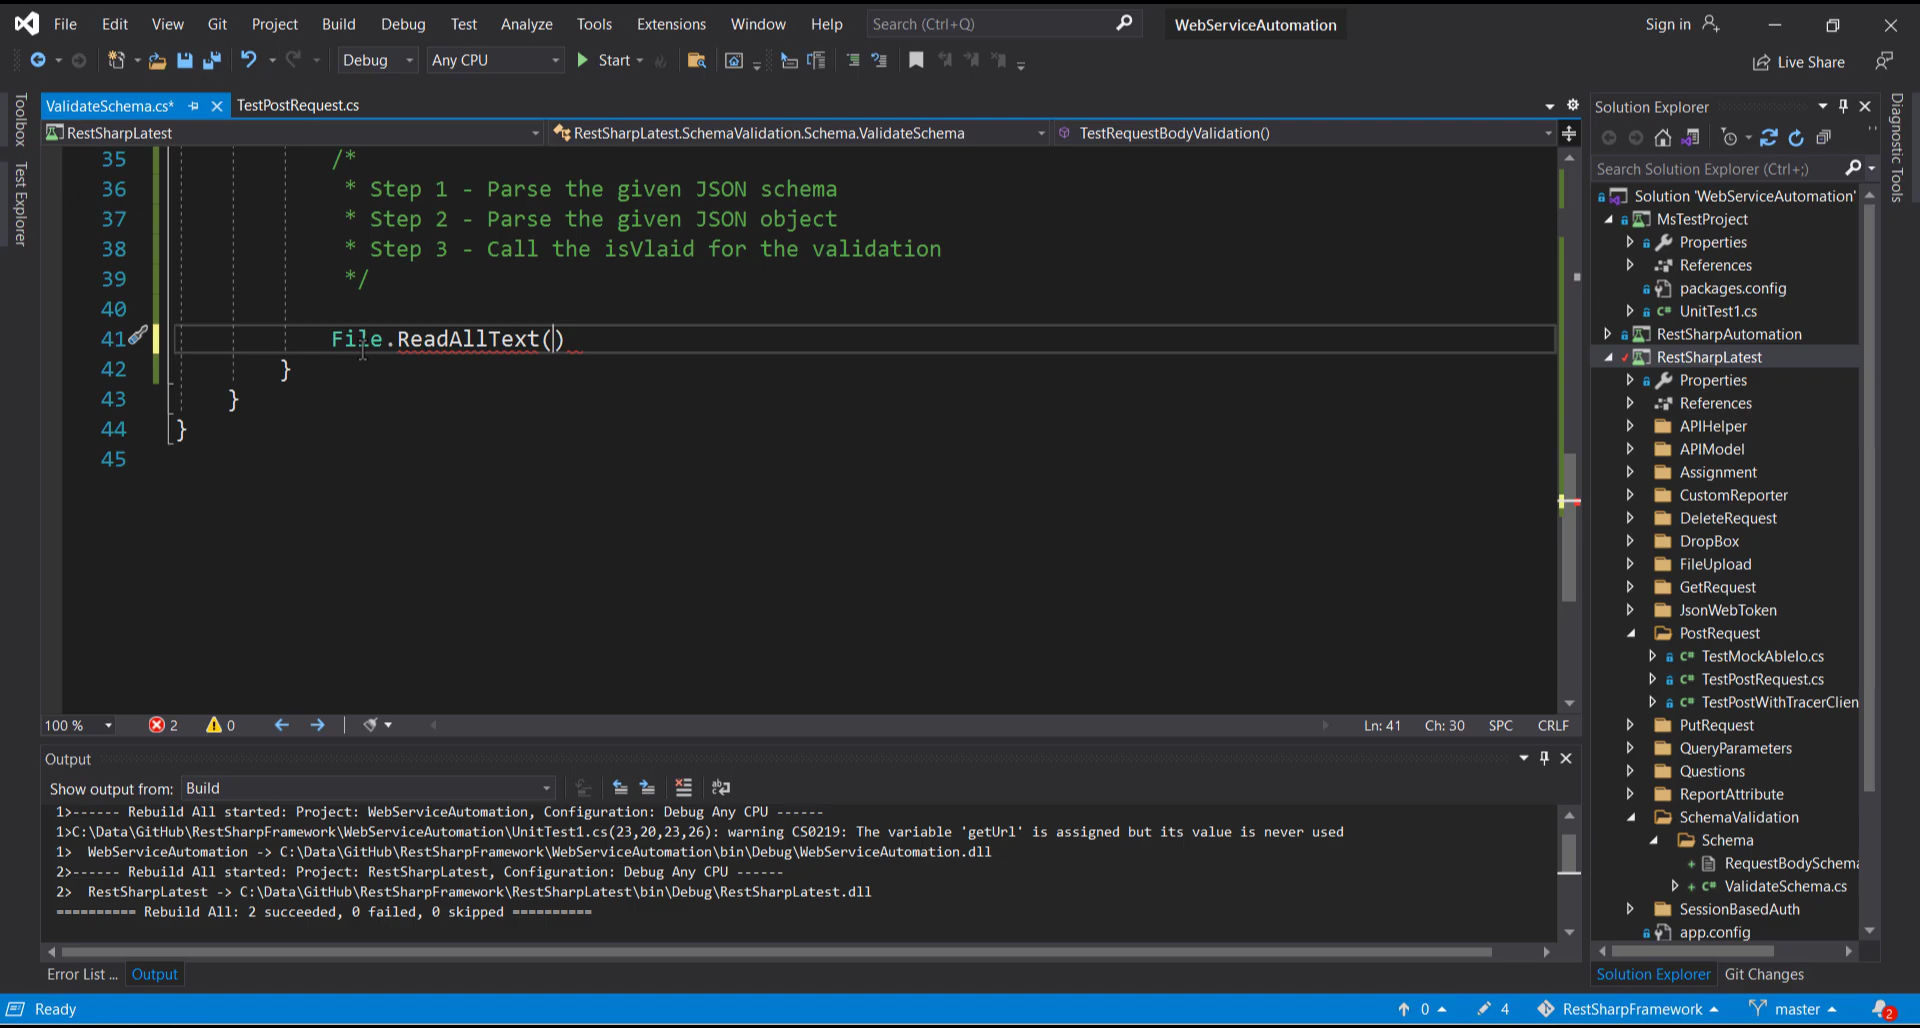 File Edit View Git Project Build Debug Test Analyze Tools Extensions Window Help Search (Ctrl+Q) WebServiceAutomation Sign in
Debug Any CPU Start Live Share
Toolbox
Test Explorer
ValidateSchema.cs* TestPostRequest.cs
RestSharpLatest RestSharpLatest.SchemaValidation.Schema.ValidateSchema TestRequestBodyValidation()
35 /*
36 * Step 1 - Parse the given JSON schema
37 * Step 2 - Parse the given JSON object
38 * Step 3 - Call the isVlaid for the validation
39 */
40
41 File.ReadAllText()
42 }
43 }
44 }
45
100 % 2 0 Ln: 41 Ch: 30 SPC CRLF
Output
Show output from: Build
1>------ Rebuild All started: Project: WebServiceAutomation, Configuration: Debug Any CPU ------
1>C:\Data\GitHub\RestSharpFramework\WebServiceAutomation\UnitTest1.cs(23,20,23,26): warning CS0219: The variable 'getUrl' is assigned but its value is never used
1> WebServiceAutomation -> C:\Data\GitHub\RestSharpFramework\WebServiceAutomation\bin\Debug\WebServiceAutomation.dll
2>------ Rebuild All started: Project: RestSharpLatest, Configuration: Debug Any CPU ------
2> RestSharpLatest -> C:\Data\GitHub\RestSharpFramework\RestSharpLatest\bin\Debug\RestSharpLatest.dll
========== Rebuild All: 2 succeeded, 0 failed, 0 skipped ==========
Error List ... Output
Solution Explorer
Search Solution Explorer (Ctrl+;)
Solution 'WebServiceAutomation'
MsTestProject
Properties
References
packages.config
C# UnitTest1.cs
RestSharpAutomation
RestSharpLatest
Properties
References
APIHelper
APIModel
Assignment
CustomReporter
DeleteRequest
DropBox
FileUpload
GetRequest
JsonWebToken
PostRequest
C# TestMockAbleIo.cs
C# TestPostRequest.cs
C# TestPostWithTracerClien
PutRequest
QueryParameters
Questions
ReportAttribute
SchemaValidation
Schema
RequestBodySchema
C# ValidateSchema.cs
SessionBasedAuth
app.config
Solution Explorer Git Changes
Diagnostic Tools
Ready 0 4 RestSharpFramework master 2